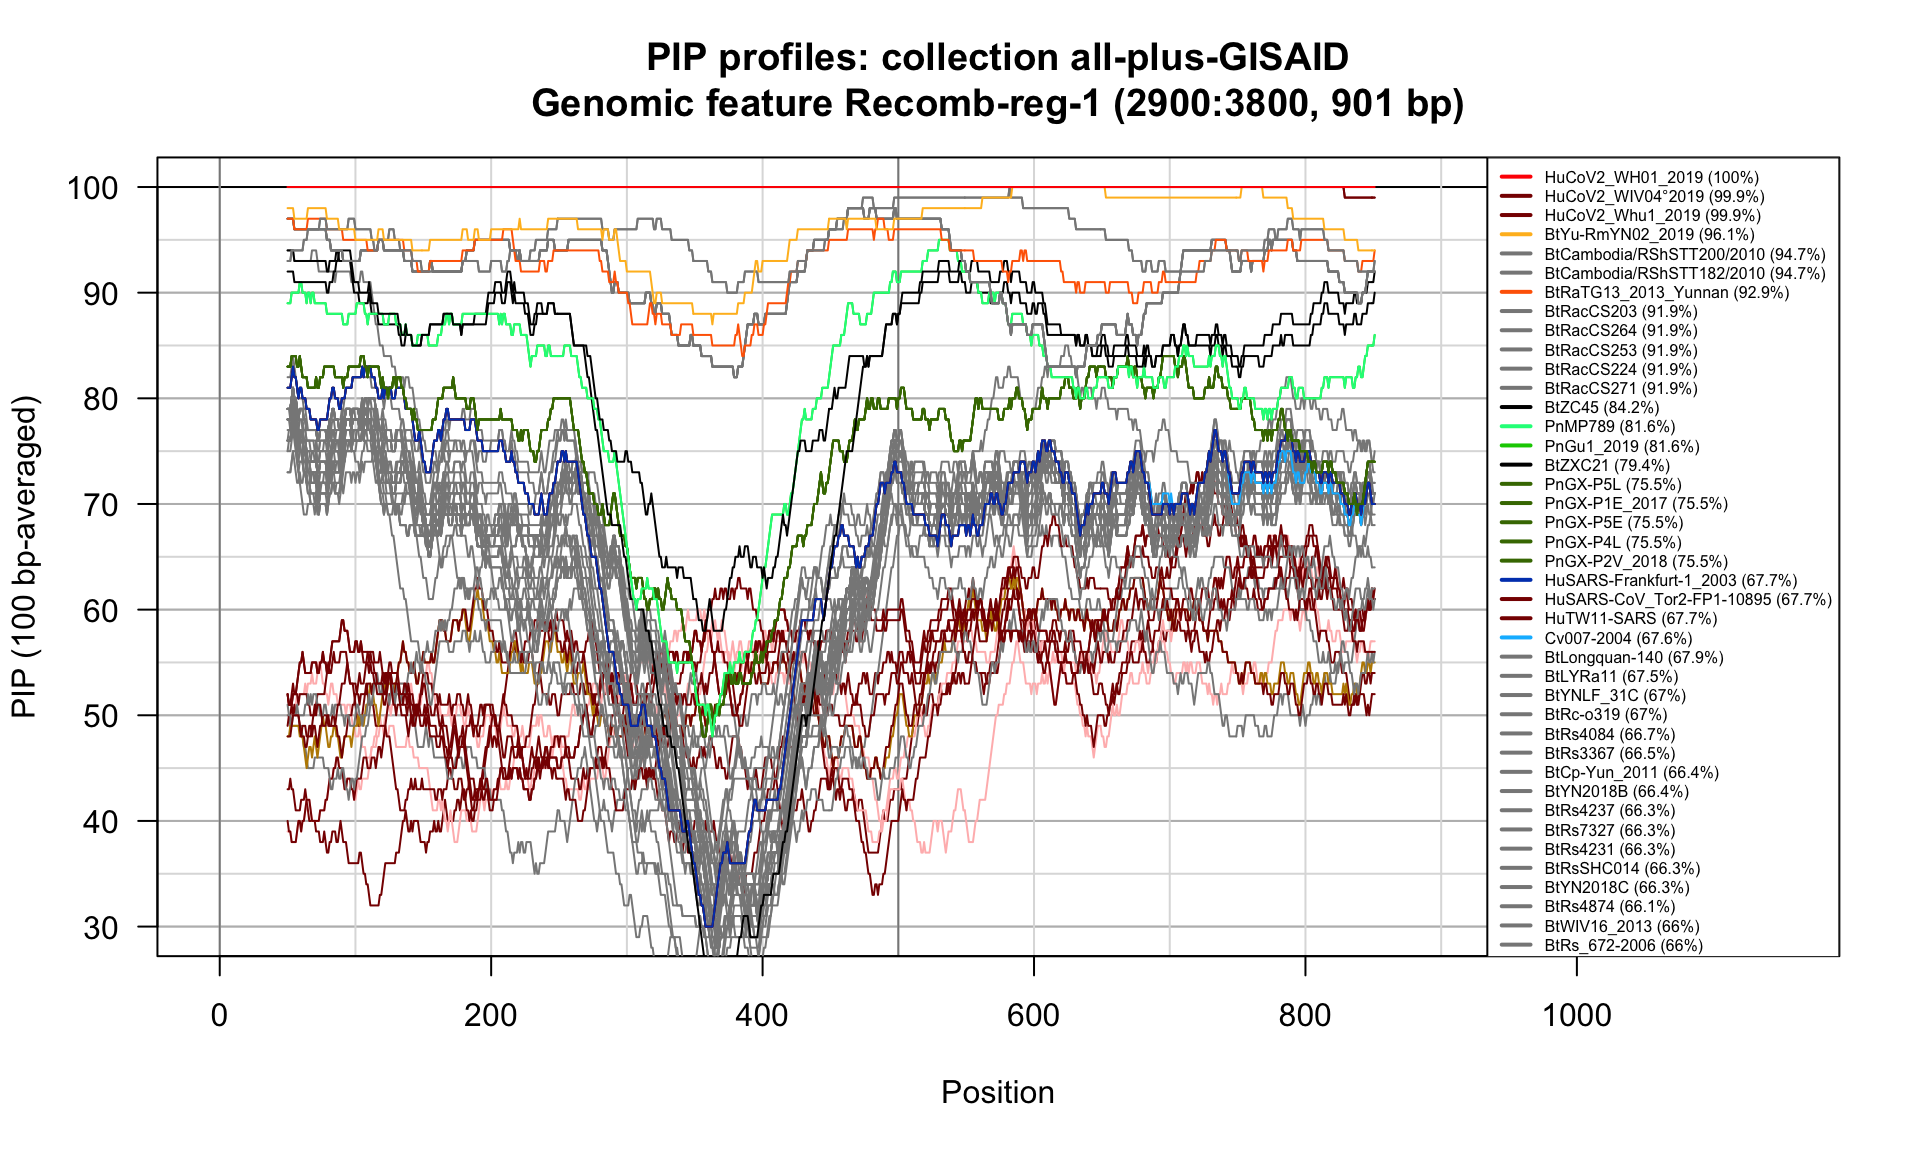 PIP profiles: collection all-plus-GISAID
Genomic feature Recomb-reg-1 (2900:3800, 901 bp)
PIP (100 bp-averaged)
100
90
80
70
60
50
40
30
0
200
400
600
800
1000
Position
HuCoV2_WH01_2019 (100%)
HuCoV2_WIV04°2019 (99.9%)
HuCoV2_Whu1_2019 (99.9%)
BtYu-RmYN02_2019 (96.1%)
BtCambodia/RShSTT200/2010 (94.7%)
BtCambodia/RShSTT182/2010 (94.7%)
BtRaTG13_2013_Yunnan (92.9%)
BtRacCS203 (91.9%)
BtRacCS264 (91.9%)
BtRacCS253 (91.9%)
BtRacCS224 (91.9%)
BtRacCS271 (91.9%)
BtZC45 (84.2%)
PnMP789 (81.6%)
PnGu1_2019 (81.6%)
BtZXC21 (79.4%)
PnGX-P5L (75.5%)
PnGX-P1E_2017 (75.5%)
PnGX-P5E (75.5%)
PnGX-P4L (75.5%)
PnGX-P2V_2018 (75.5%)
HuSARS-Frankfurt-1_2003 (67.7%)
HuSARS-CoV_Tor2-FP1-10895 (67.7%)
HuTW11-SARS (67.7%)
Cv007-2004 (67.6%)
BtLongquan-140 (67.9%)
BtLYRa11 (67.5%)
BtYNLF_31C (67%)
BtRc-o319 (67%)
BtRs4084 (66.7%)
BtRs3367 (66.5%)
BtCp-Yun_2011 (66.4%)
BtYN2018B (66.4%)
BtRs4237 (66.3%)
BtRs7327 (66.3%)
BtRs4231 (66.3%)
BtRsSHC014 (66.3%)
BtYN2018C (66.3%)
BtRs4874 (66.1%)
BtWIV16_2013 (66%)
BtRs_672-2006 (66%)